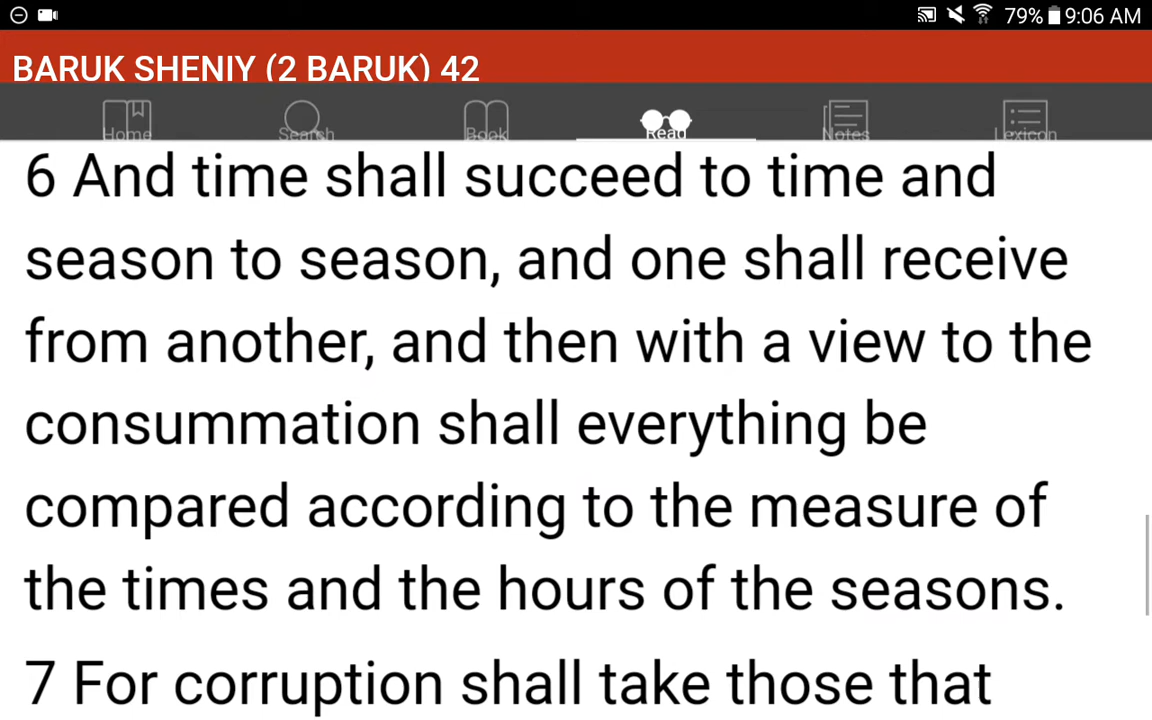 79% 9:06 AM
BARUK SHENIY (2 BARUK) 42
Home Search Book Read Notes Lexicon
6 And time shall succeed to time and
season to season, and one shall receive
from another, and then with a view to the
consummation shall everything be
compared according to the measure of
the times and the hours of the seasons.
7 For corruption shall take those that